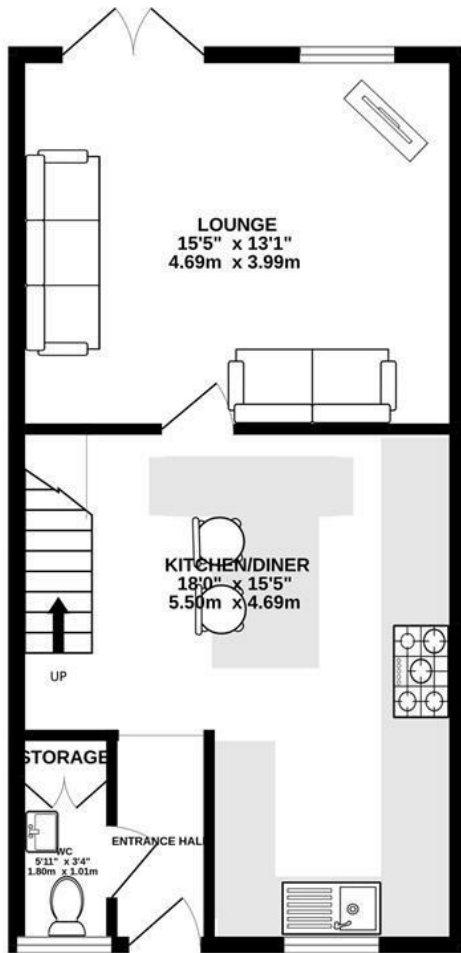 LOUNGE
15'5" x 13'1"
4.69m x 3.99m
KITCHEN/DINER
18'0" x 15'5"
5.50m x 4.69m
UP
STORAGE
ENTRANCE HALL
WC
5'11" x 3'4"
1.80m x 1.01m